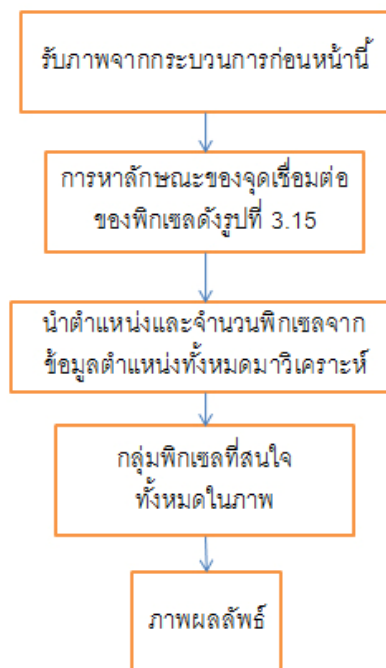 รับภาพจากกระบวนการก่อนหน้านี้
การหาลักษณะของจุดเชื่อมต่อ
ของพิกเซลดังรูปที่ 3.15
นำตำแหน่งและจำนวนพิกเซลจาก
ข้อมูลตำแหน่งทั้งหมดมาวิเคราะห์
กลุ่มพิกเซลที่สนใจ
ทั้งหมดในภาพ
ภาพผลลัพธ์